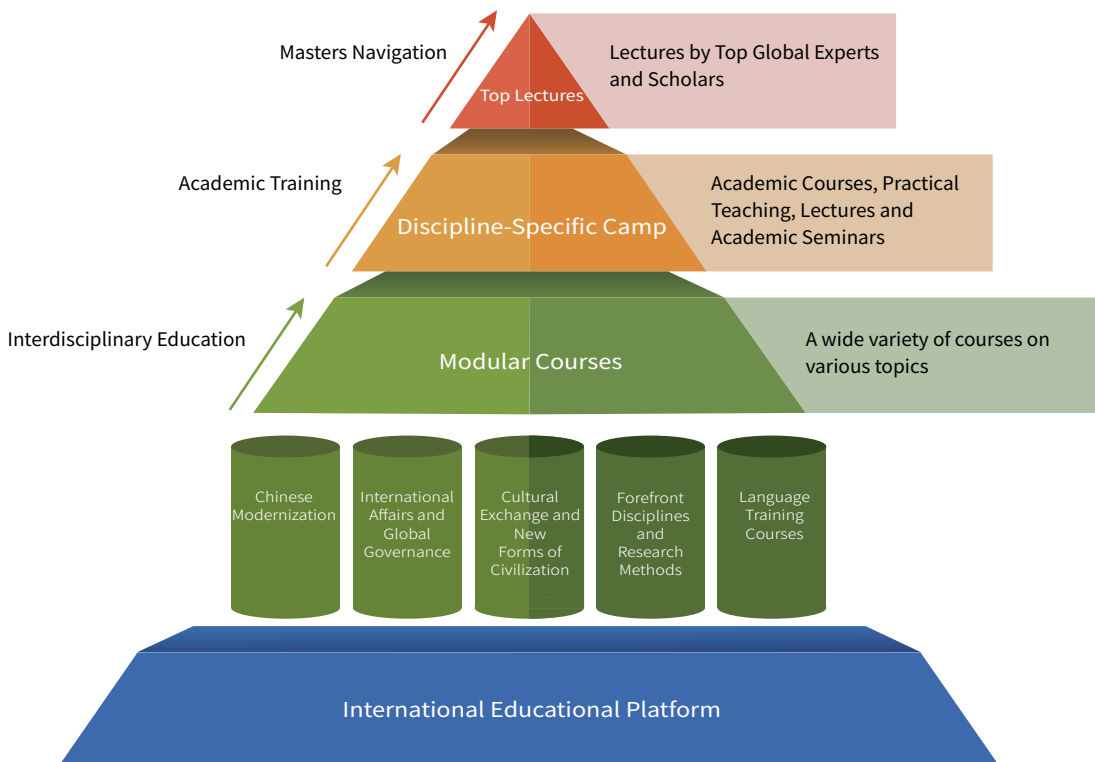 Masters Navigation
Top Lectures
Lectures by Top Global Experts
and Scholars
Academic Training
Discipline-Specific Camp
Academic Courses, Practical
Teaching, Lectures and
Academic Seminars
Interdisciplinary Education
Modular Courses
A wide variety of courses on
various topics
Chinese
Modernization
International
Affairs and
Global
Governance
Cultural
Exchange and
New
Forms of
Civilization
Forefront
Disciplines
and
Research
Methods
Language
Training
Courses
International Educational Platform